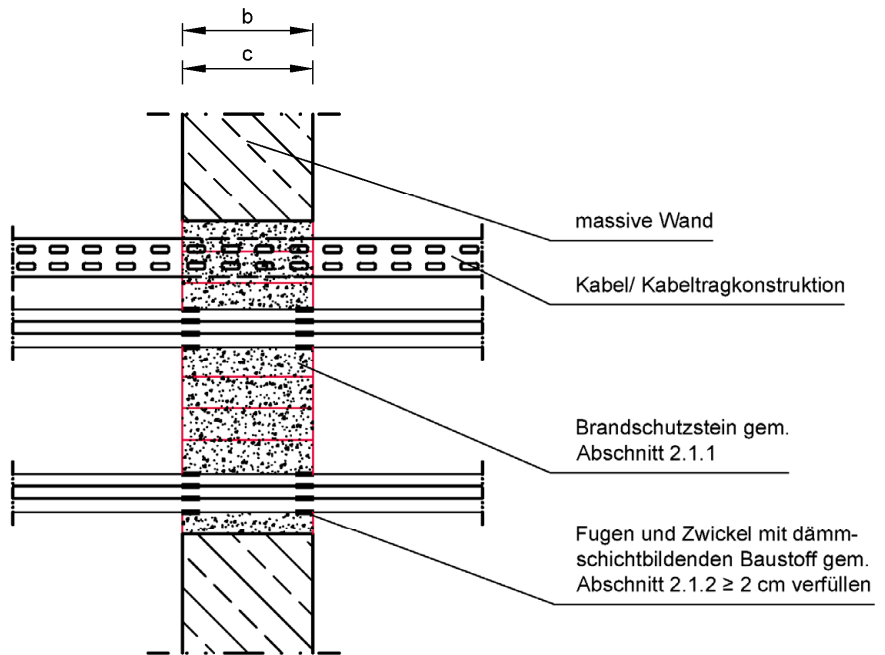 b
c
massive Wand
Kabel/ Kabeltragkonstruktion
Brandschutzstein gem.
Abschnitt 2.1.1
Fugen und Zwickel mit dämm-
schichtbildenden Baustoff gem.
Abschnitt 2.1.2 ≥ 2 cm verfüllen